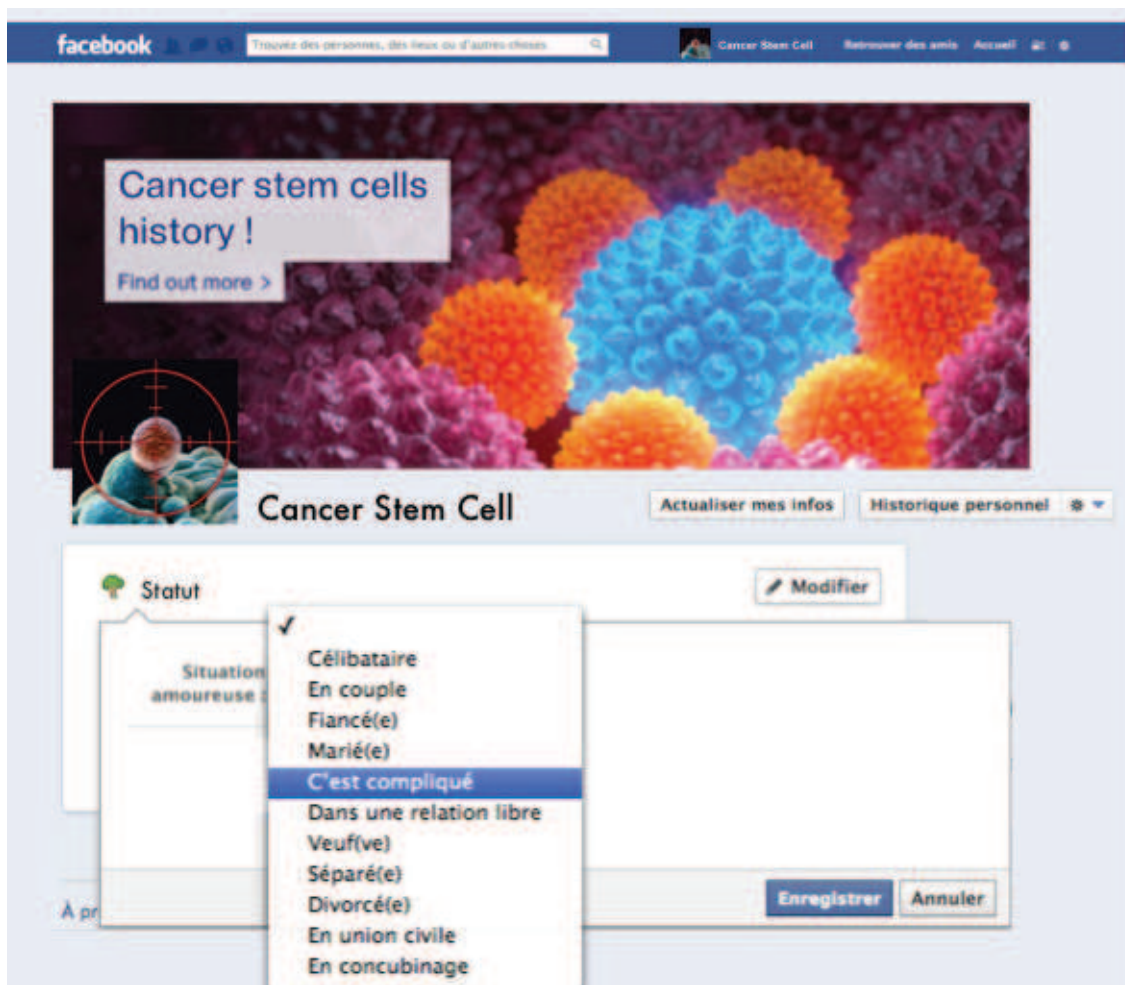 facebook
Trouvez des personnes, des lieux ou d'autres choses
Cancer Stem Cell
Retrouver des amis
Accueil
Cancer stem cells
history !
Find out more >
Cancer Stem Cell
Actualiser mes infos
Historique personnel
Statut
Modifier
Situation
amoureuse :
Célibataire
En couple
Fiancé(e)
Marié(e)
C'est compliqué
Dans une relation libre
Veuf(ve)
Séparé(e)
Divorcé(e)
En union civile
En concubinage
Enregistrer
Annuler
À pr